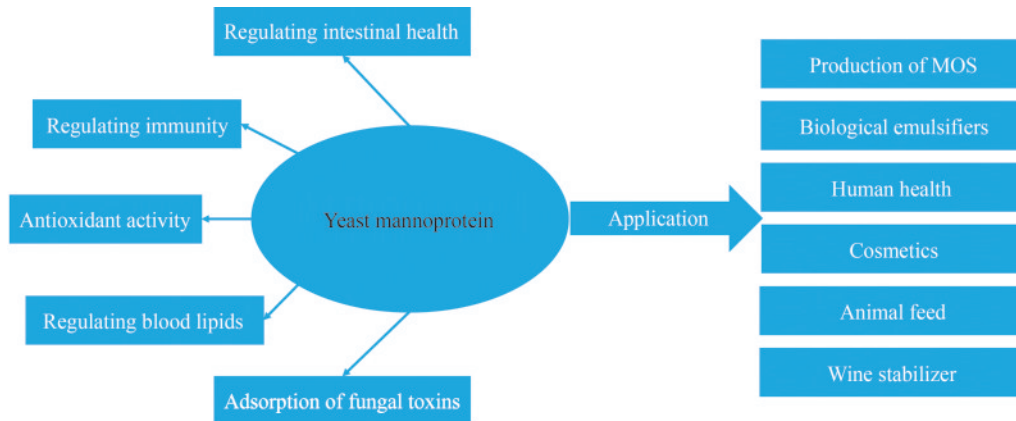 Regulating intestinal health
Regulating immunity
Antioxidant activity
Regulating blood lipids
Adsorption of fungal toxins
Yeast mannoprotein
Application
Production of MOS
Biological emulsifiers
Human health
Cosmetics
Animal feed
Wine stabilizer